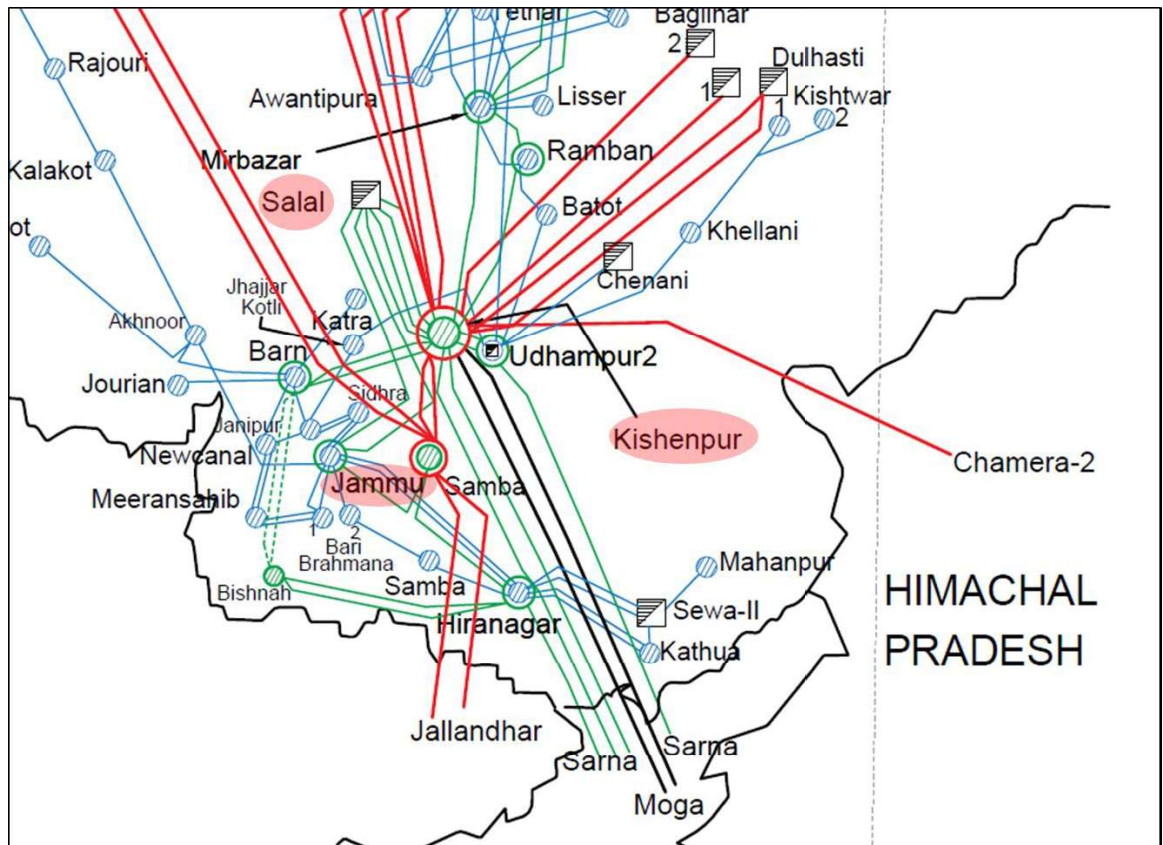 Tethar
Baglihar
2
Rajouri
Dulhasti
Awantipura
Lisser
1
1
Kishtwar
2
Mirbazar
Ramban
Kalakot
Salal
Batot
ot
Khellani
Chenani
Jhajjar
Kotli
Katra
Akhnoor
Barn
Udhampur2
Jourian
Sidhra
Janipur
Kishenpur
Newcanal
Chamera-2
Jammu
Samba
Meeransahib
1
2
Bari
Brahmana
Mahanpur
Bishnah
Samba
HIMACHAL
PRADESH
Sewa-II
Hiranagar
Kathua
Jallandhar
Sarna
Sarna
Moga